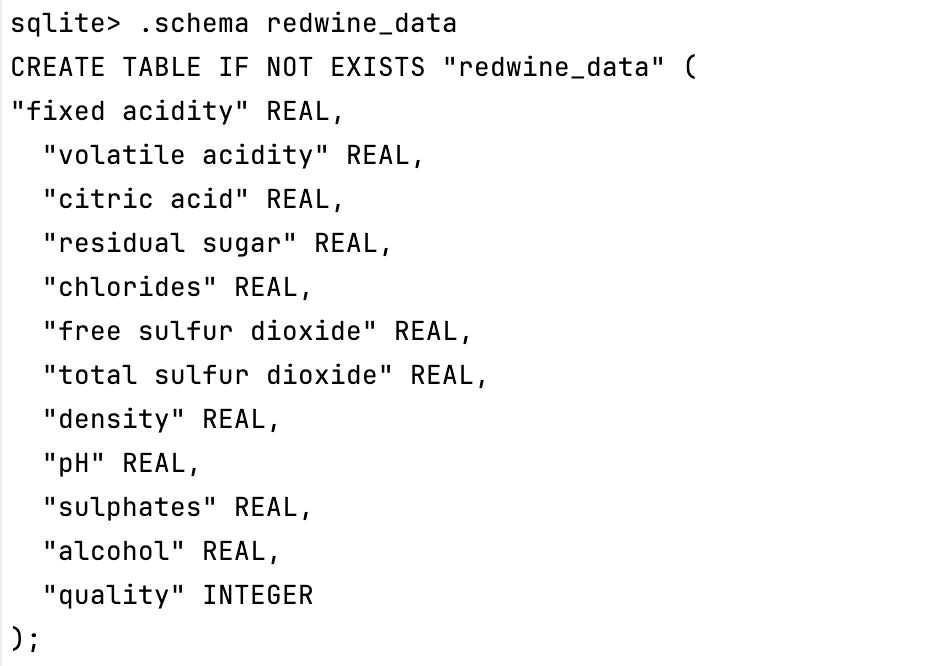 sqlite> .schema redwine_data
CREATE TABLE IF NOT EXISTS "redwine_data" (
"fixed acidity" REAL,
  "volatile acidity" REAL,
  "citric acid" REAL,
  "residual sugar" REAL,
  "chlorides" REAL,
  "free sulfur dioxide" REAL,
  "total sulfur dioxide" REAL,
  "density" REAL,
  "pH" REAL,
  "sulphates" REAL,
  "alcohol" REAL,
  "quality" INTEGER
);